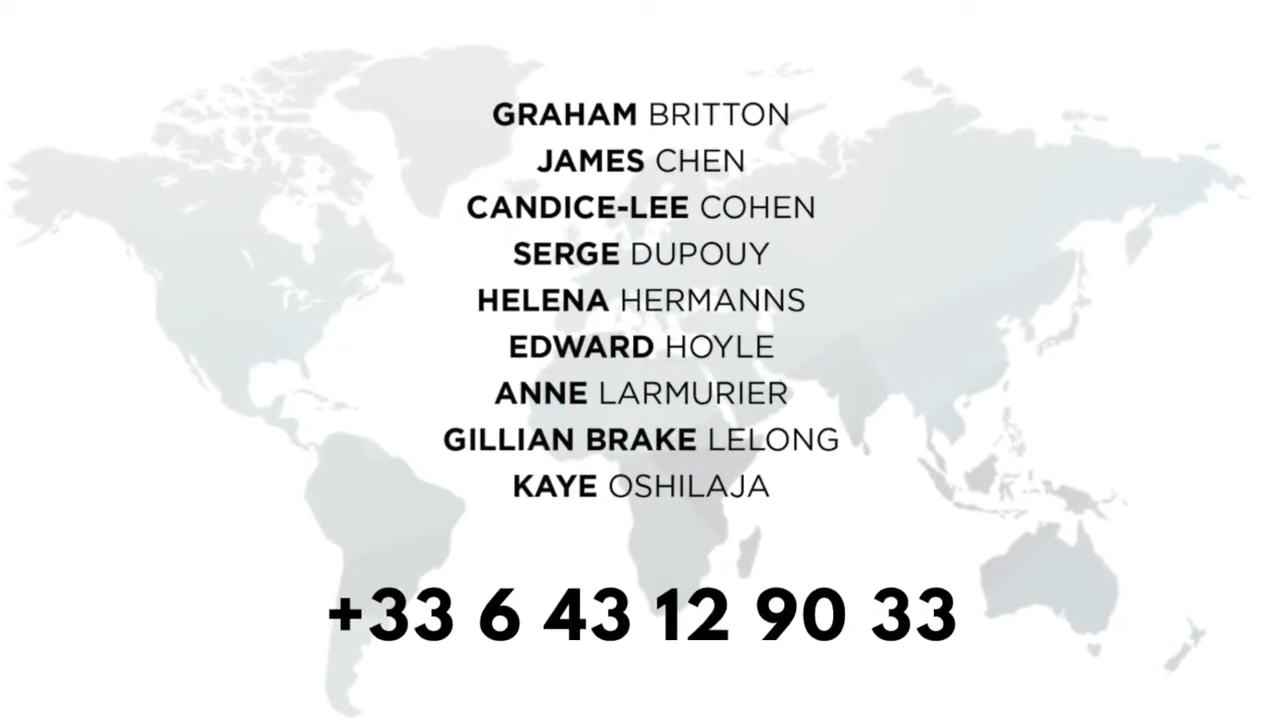 GRAHAM BRITTON
JAMES CHEN
CANDICE-LEE COHEN
SERGE DUPOUY
HELENA HERMANNS
EDWARD HOYLE
ANNE LARMURIER
GILLIAN BRAKE LELONG
KAYE OSHILAJA
+33 6 43 12 90 33